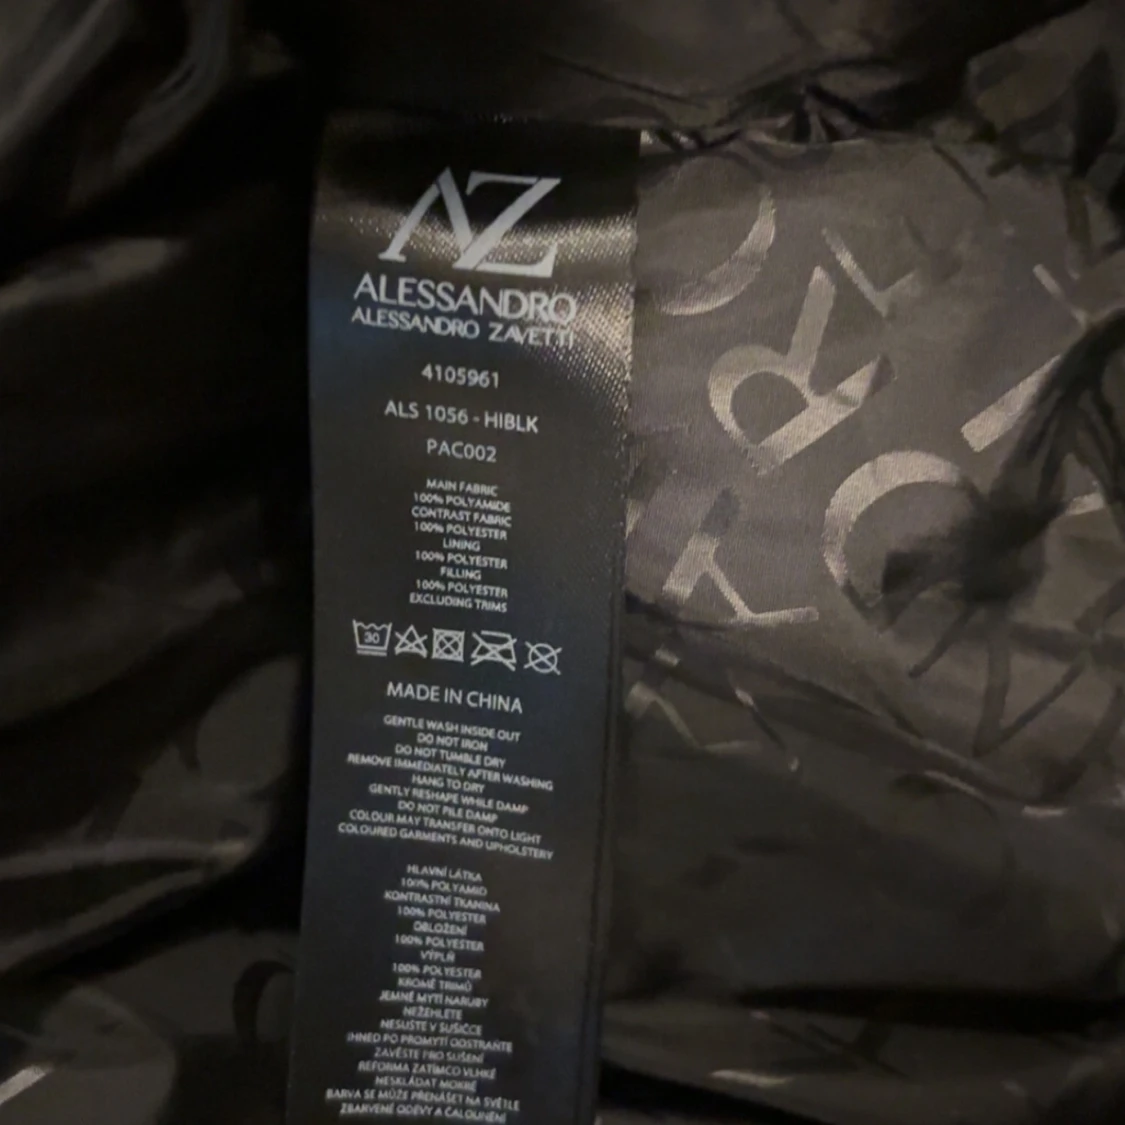 AZ
ALESSANDRO
ALESSANDRO ZAVETTI
4105961
ALS 1056 - HIBLK
PAC002
MAIN FABRIC
100% POLYAMIDE
CONTRAST FABRIC
100% POLYESTER
LINING
100% POLYESTER
FILLING
100% POLYESTER
EXCLUDING TRIMS
30
MADE IN CHINA
GENTLE WASH INSIDE OUT
DO NOT IRON
DO NOT TUMBLE DRY
REMOVE IMMEDIATELY AFTER WASHING
HANG TO DRY
GENTLY RESHAPE WHILE DAMP
DO NOT PILE DAMP
COLOUR MAY TRANSFER ONTO LIGHT
COLOURED GARMENTS AND UPHOLSTERY
HLAVNÍ LÁTKA
100% POLYAMID
KONTRASTNÍ TKANINA
100% POLYESTER
OBLOŽENÍ
100% POLYESTER
VÝPLŇ
100% POLYESTER
KROMĚ TRIMŮ
JEMNÉ MYTÍ NARUBY
NEŽEHLETE
NESUŠTE V SUŠIČCE
IHNED PO PROMYTÍ ODSTRAŇTE
ZAVĚSTE PRO SUŠENÍ
REFORMA ZATÍMCO VLHKÉ
NESKLÁDAT MOKRÉ
BARVA SE MŮŽE PŘENÁŠET NA SVĚTLE
ZBARVENÉ ODĚVY A ČALOUNĚNÍ